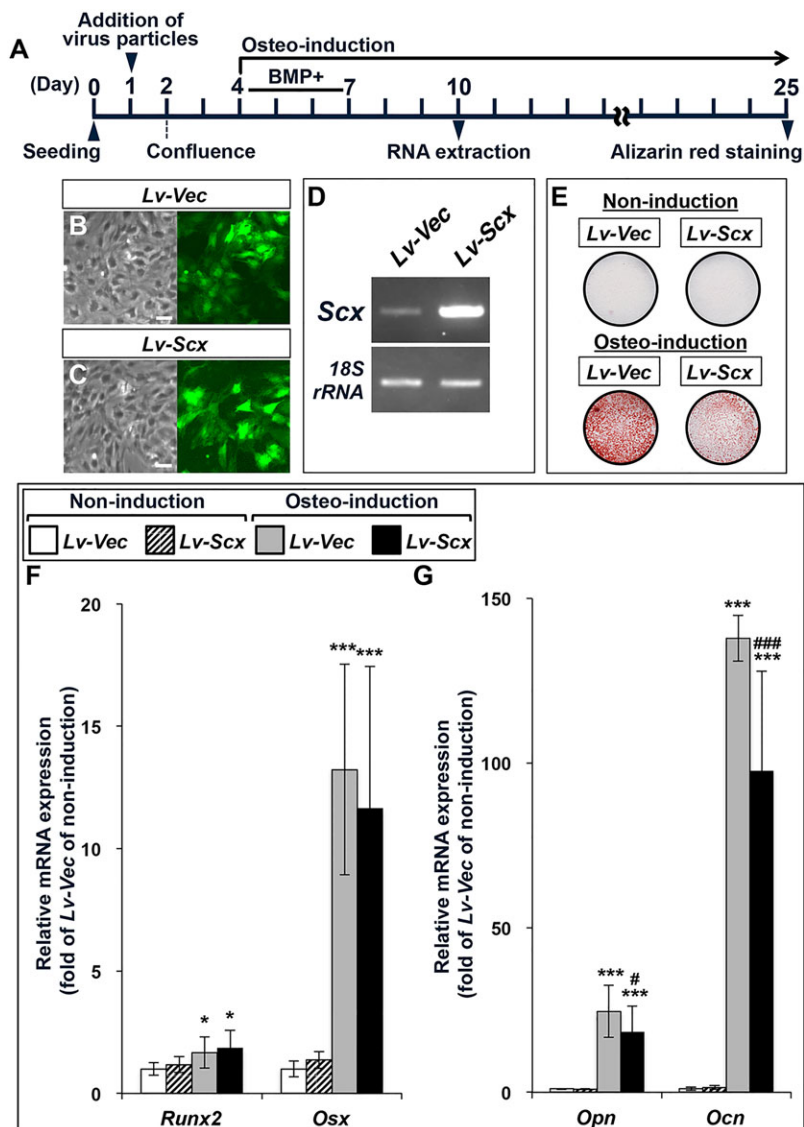 Addition of
virus particles
A
Osteo-induction
(Day) 0 1 2 4 BMP+ 7 10 25
Seeding Confluence RNA extraction Alizarin red staining
Lv-Vec
B
Lv-Scx
C
D
Lv-Vec Lv-Scx
Scx
18S
rRNA
E
Non-induction
Lv-Vec Lv-Scx
Osteo-induction
Lv-Vec Lv-Scx
Non-induction Osteo-induction
Lv-Vec Lv-Scx Lv-Vec Lv-Scx
F
Relative mRNA expression
(fold of Lv-Vec of non-induction)
20
15
10
5
1
0
* * *** ***
Runx2 Osx
G
Relative mRNA expression
(fold of Lv-Vec of non-induction)
150
100
50
0
***
#
***
***
###
***
Opn Ocn